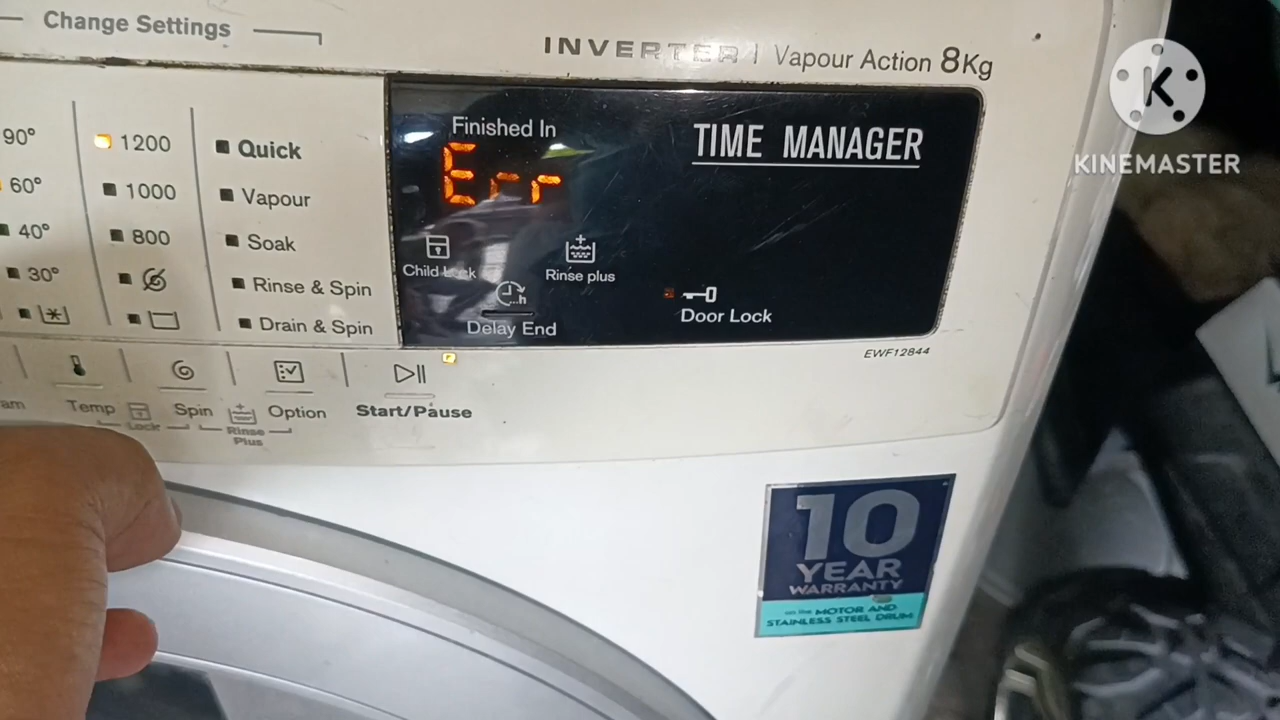 Change Settings
INVERTER | Vapour Action 8Kg
90° 1200 Quick
60° 1000 Vapour
40° 800 Soak
30° Rinse & Spin
Drain & Spin
Finished In
Err
TIME MANAGER
Child Lock
Rinse plus
Delay End
Door Lock
EWF12844
Temp Spin Option Start/Pause
Lock
Rinse
Plus
10
YEAR
WARRANTY
on the MOTOR AND
STAINLESS STEEL DRUM
KINEMASTER